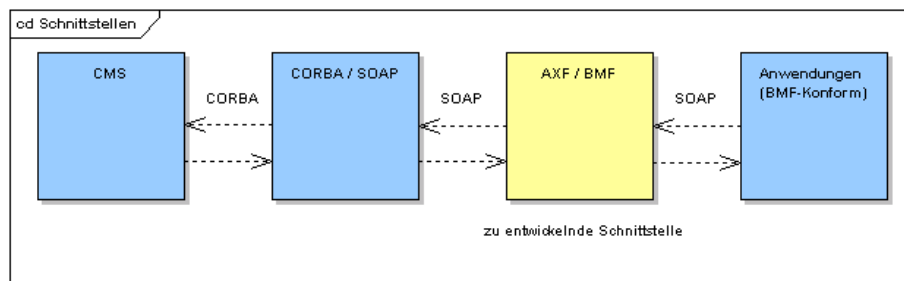 cd Schnittstellen
CMS
CORBA / SOAP
AXF / BMF
Anwendungen
(BMF-Konform)
CORBA
SOAP
SOAP
zu entwickelnde Schnittstelle